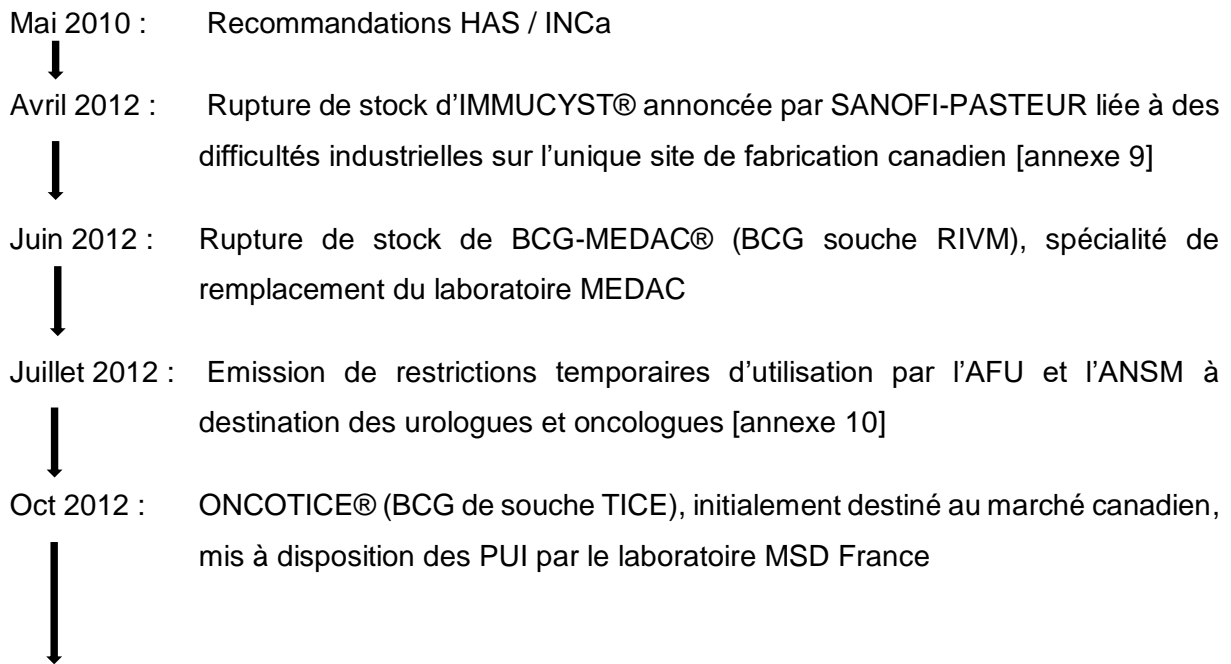 Mai 2010 : Recommandations HAS / INCa
Avril 2012 : Rupture de stock d’IMMUCYST® annoncée par SANOFI-PASTEUR liée à des
difficultés industrielles sur l’unique site de fabrication canadien [annexe 9]
Juin 2012 : Rupture de stock de BCG-MEDAC® (BCG souche RIVM), spécialité de
remplacement du laboratoire MEDAC
Juillet 2012 : Emission de restrictions temporaires d’utilisation par l’AFU et l’ANSM à
destination des urologues et oncologues [annexe 10]
Oct 2012 : ONCOTICE® (BCG de souche TICE), initialement destiné au marché canadien,
mis à disposition des PUI par le laboratoire MSD France